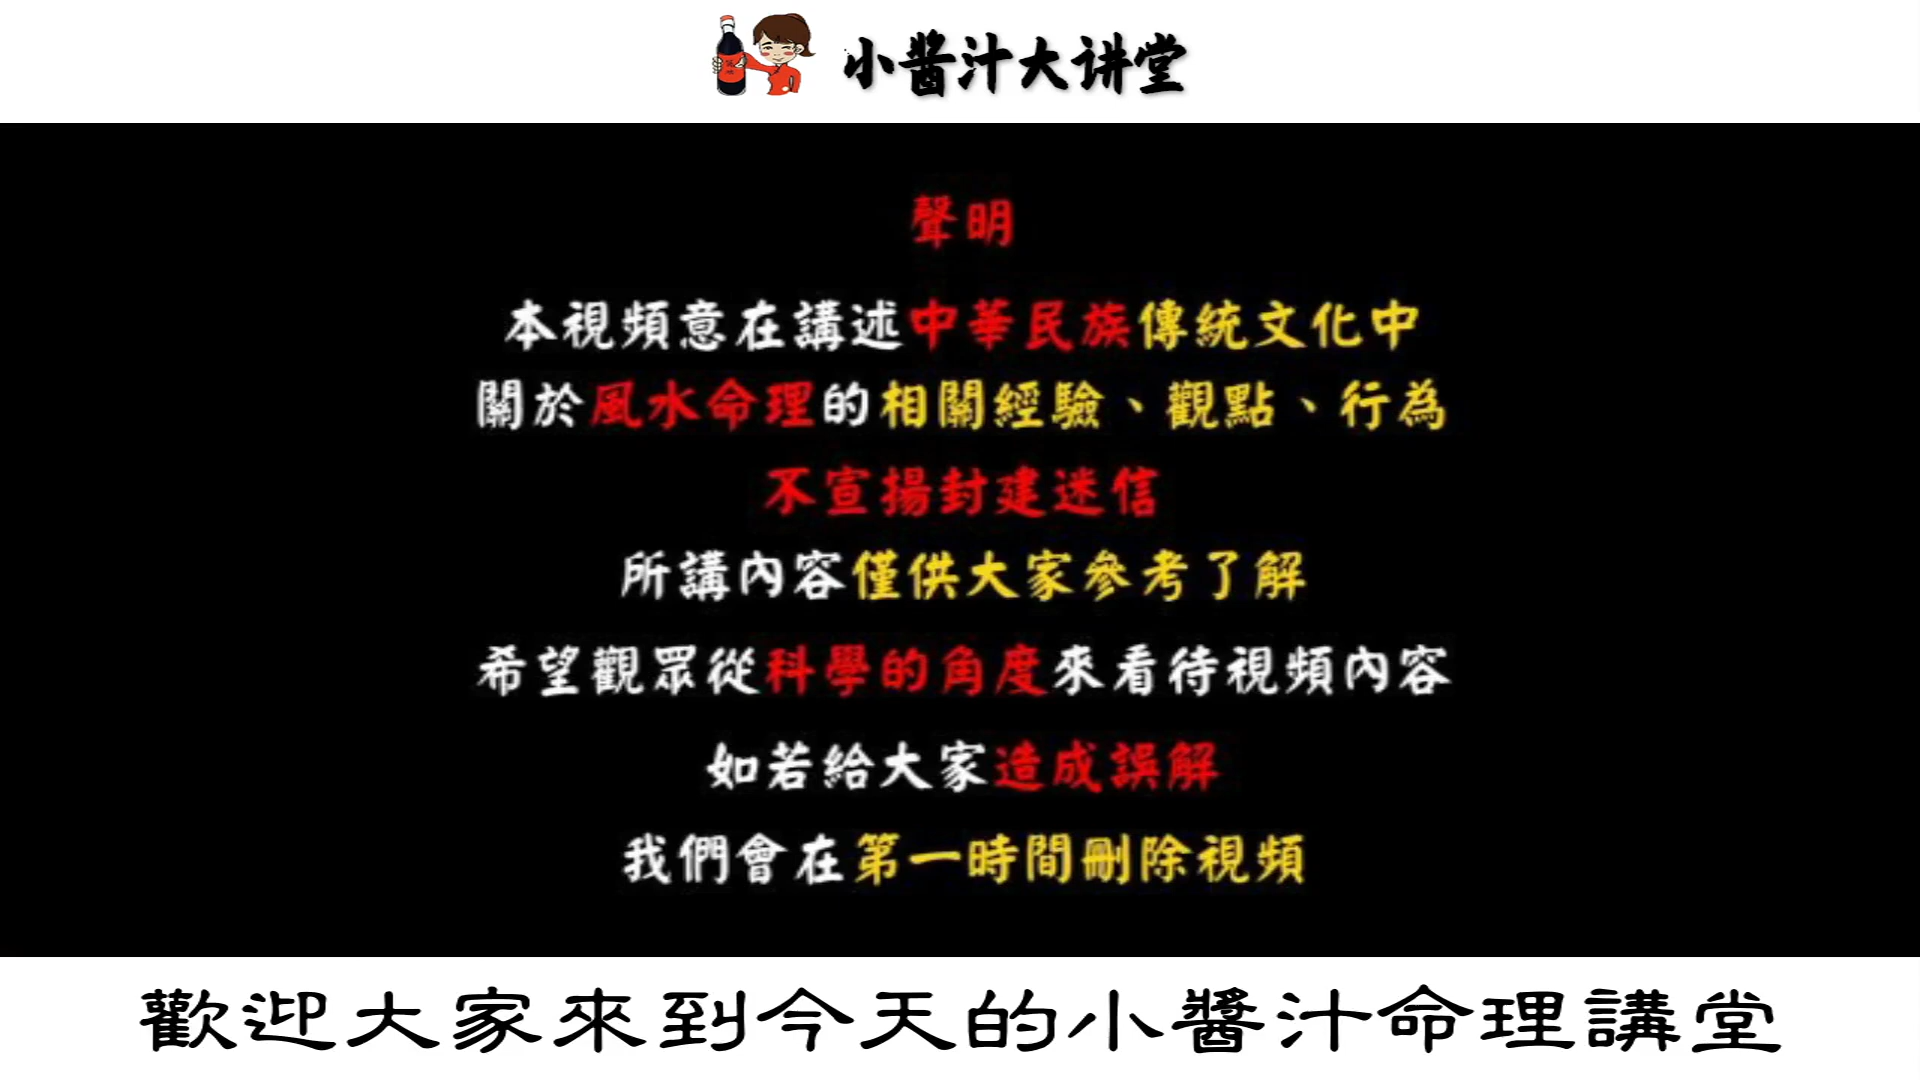 小醬汁大讲堂
聲明
本視頻意在講述中華民族傳統文化中
關於風水命理的相關經驗、觀點、行為
不宣揚封建迷信
所講內容僅供大家參考了解
希望觀眾從科學的角度來看待視頻內容
如若給大家造成誤解
我們會在第一時間刪除視頻
歡迎大家來到今天的小醬汁命理講堂